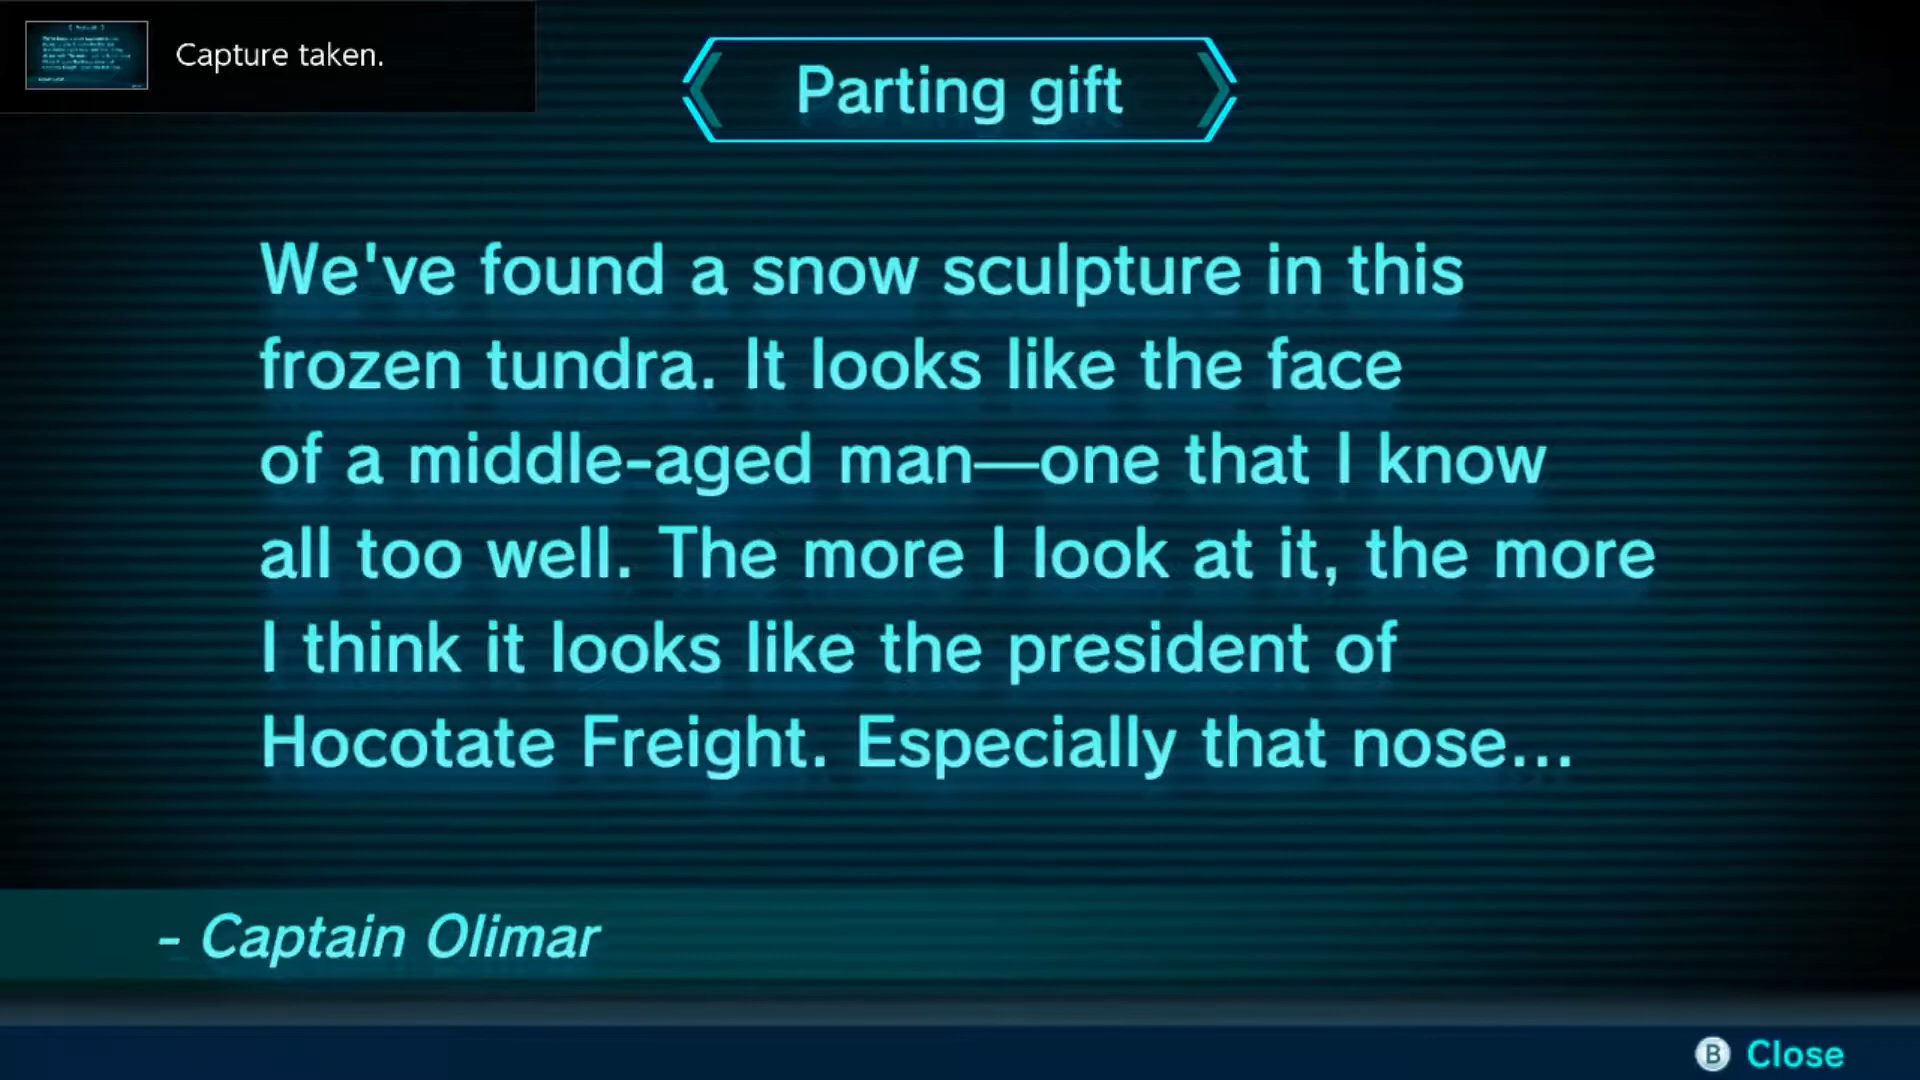 Capture taken.
Parting gift
We've found a snow sculpture in this
frozen tundra. It looks like the face
of a middle-aged man—one that I know
all too well. The more I look at it, the more
I think it looks like the president of
Hocotate Freight. Especially that nose...
- Captain Olimar
B Close